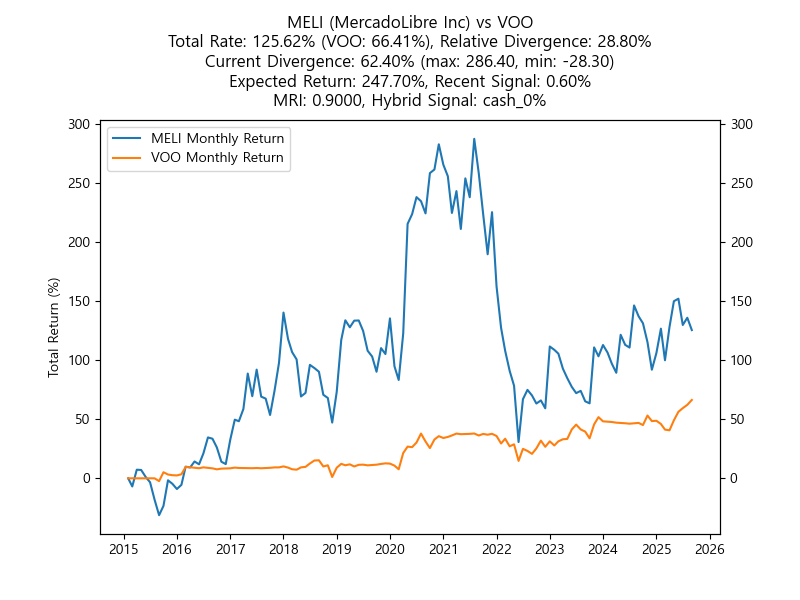 MELI (MercadoLibre Inc) vs VOO
Total Rate: 125.62% (VOO: 66.41%), Relative Divergence: 28.80%
Current Divergence: 62.40% (max: 286.40, min: -28.30)
Expected Return: 247.70%, Recent Signal: 0.60%
MRI: 0.9000, Hybrid Signal: cash_0%
MELI Monthly Return
VOO Monthly Return
Total Return (%)
300
250
200
150
100
50
0
300
250
200
150
100
50
0
2015 2016 2017 2018 2019 2020 2021 2022 2023 2024 2025 2026